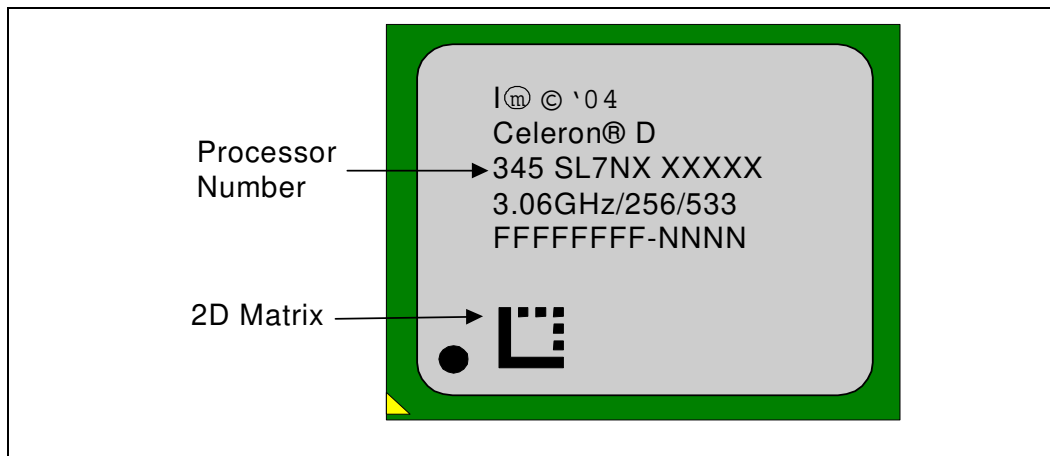 I ⓜ © ‘04
Celeron® D
Processor
Number
345 SL7NX XXXXX
3.06GHz/256/533
FFFFFFFF-NNNN
2D Matrix